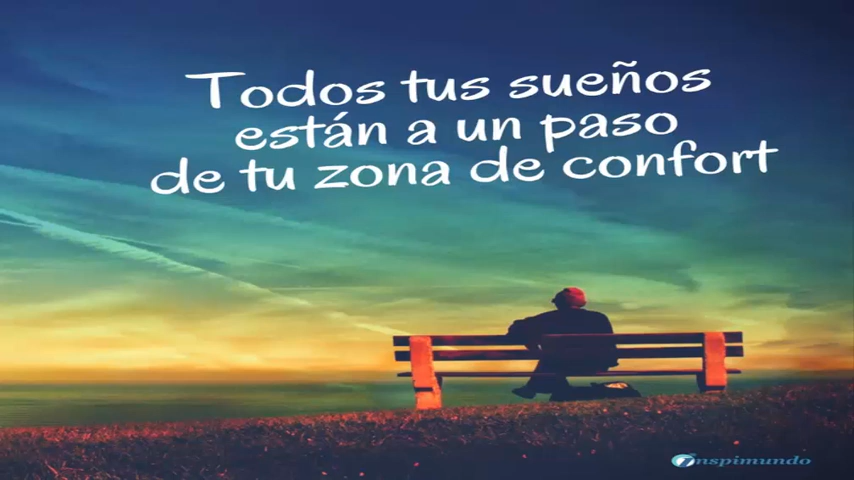 Todos tus sueños
están a un paso
de tu zona de confort
inspimundo